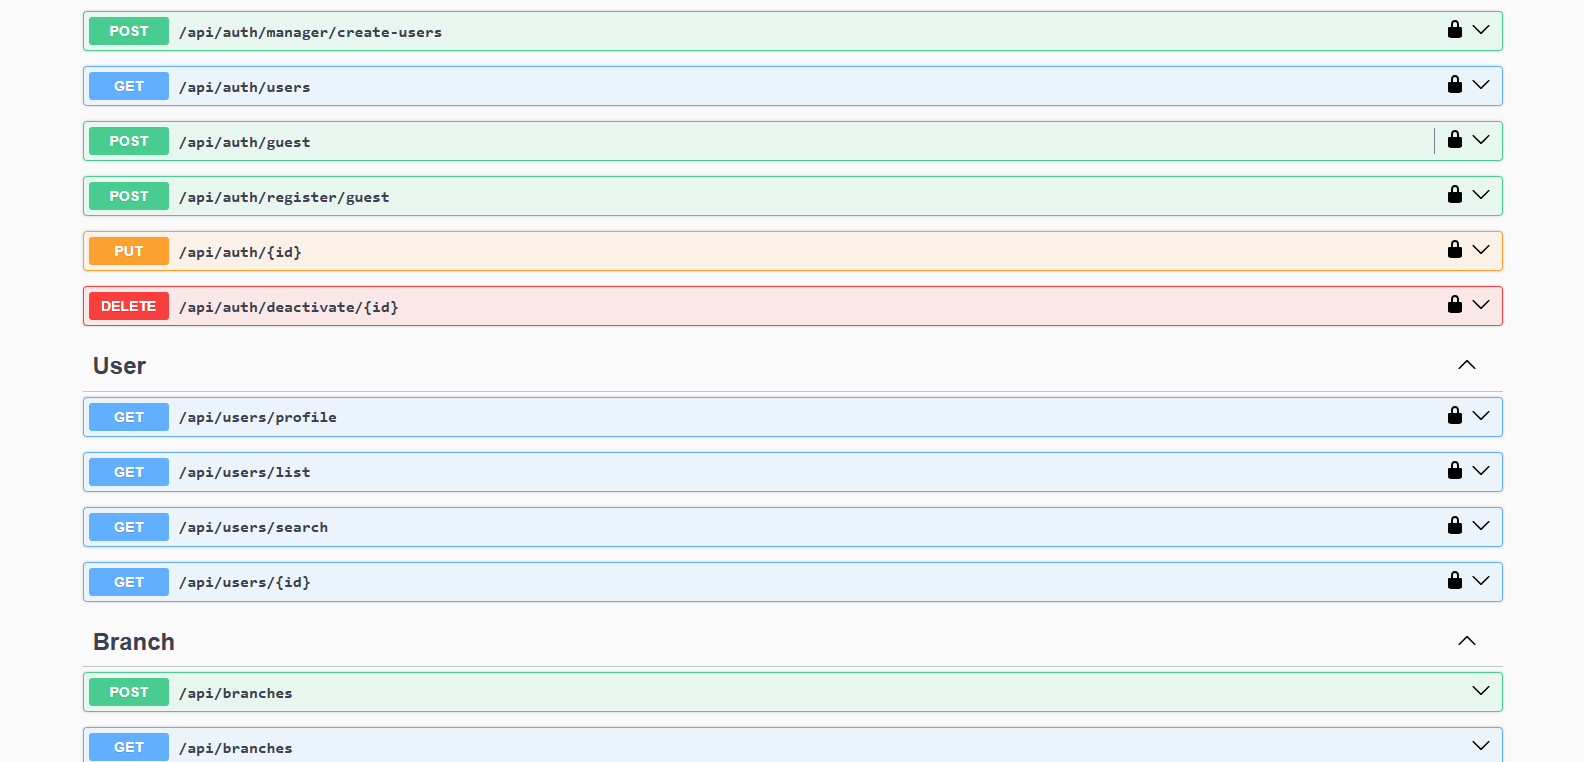 POST /api/auth/manager/create-users
GET /api/auth/users
POST /api/auth/guest
POST /api/auth/register/guest
PUT /api/auth/{id}
DELETE /api/auth/deactivate/{id}
User
GET /api/users/profile
GET /api/users/list
GET /api/users/search
GET /api/users/{id}
Branch
POST /api/branches
GET /api/branches